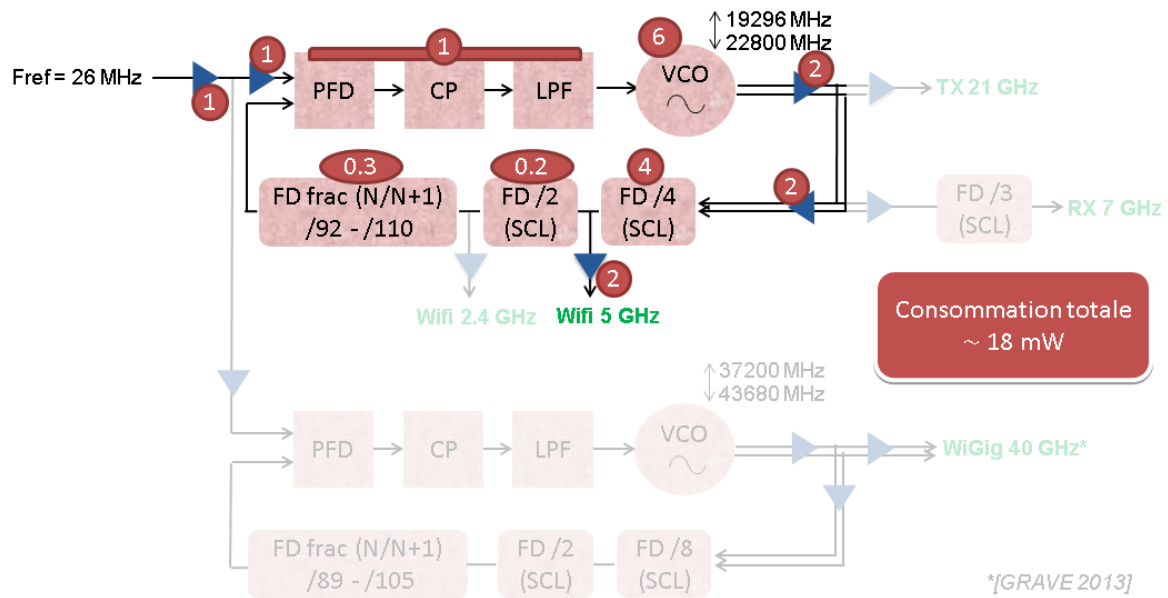 19296 MHz
22800 MHz
6
1
1
Fref = 26 MHz
1
PFD
CP
LPF
VCO
2
TX 21 GHz
0.3
0.2
4
2
FD frac (N/N+1)
/92 - /110
FD /2
(SCL)
FD /4
(SCL)
FD /3
(SCL)
RX 7 GHz
2
Wifi 2.4 GHz
Wifi 5 GHz
Consommation totale
~ 18 mW
37200 MHz
43680 MHz
PFD
CP
LPF
VCO
WiGig 40 GHz*
FD frac (N/N+1)
/89 - /105
FD /2
(SCL)
FD /8
(SCL)
*[GRAVE 2013]